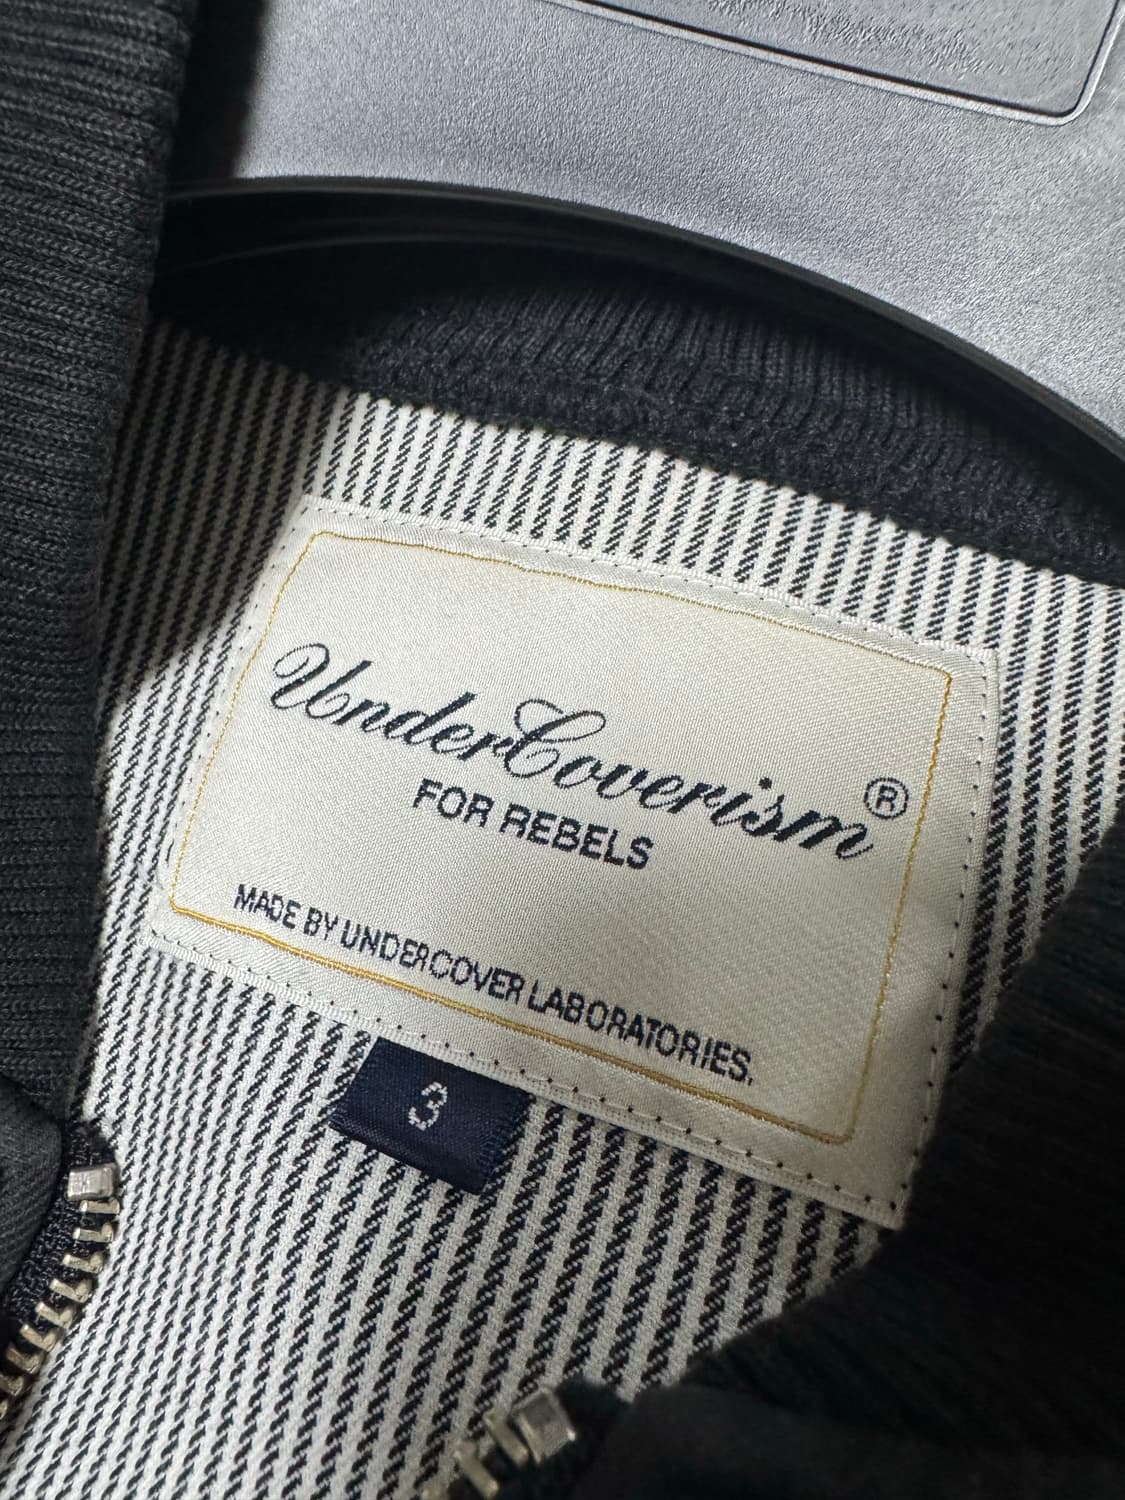 UnderCoverism ®
FOR REBELS
MADE BY UNDERCOVER LABORATORIES.
3